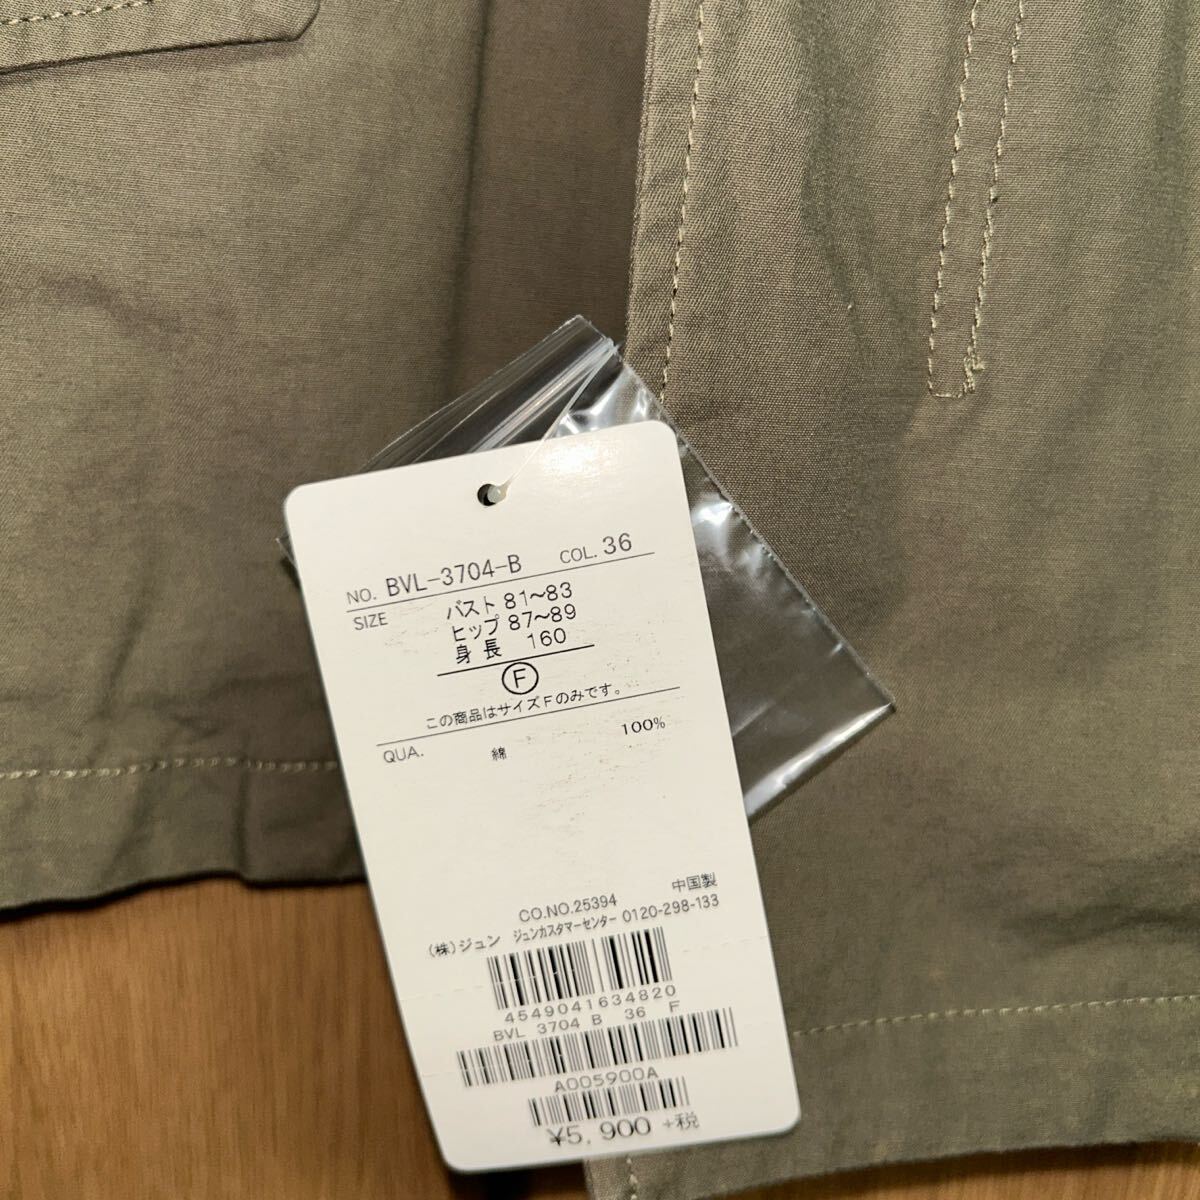 NO. BVL-3704-B COL. 36
SIZE バスト 81~83
ヒップ 87~89
身長 160
F
この商品はサイズFのみです。
QUA. 綿 100%
中国製
CO.NO.25394
(株)ジュン ジュンカスタマーセンター 0120-298-133
4549041634820
BVL 3704 B 36 F
A005900A
¥5,900 +税